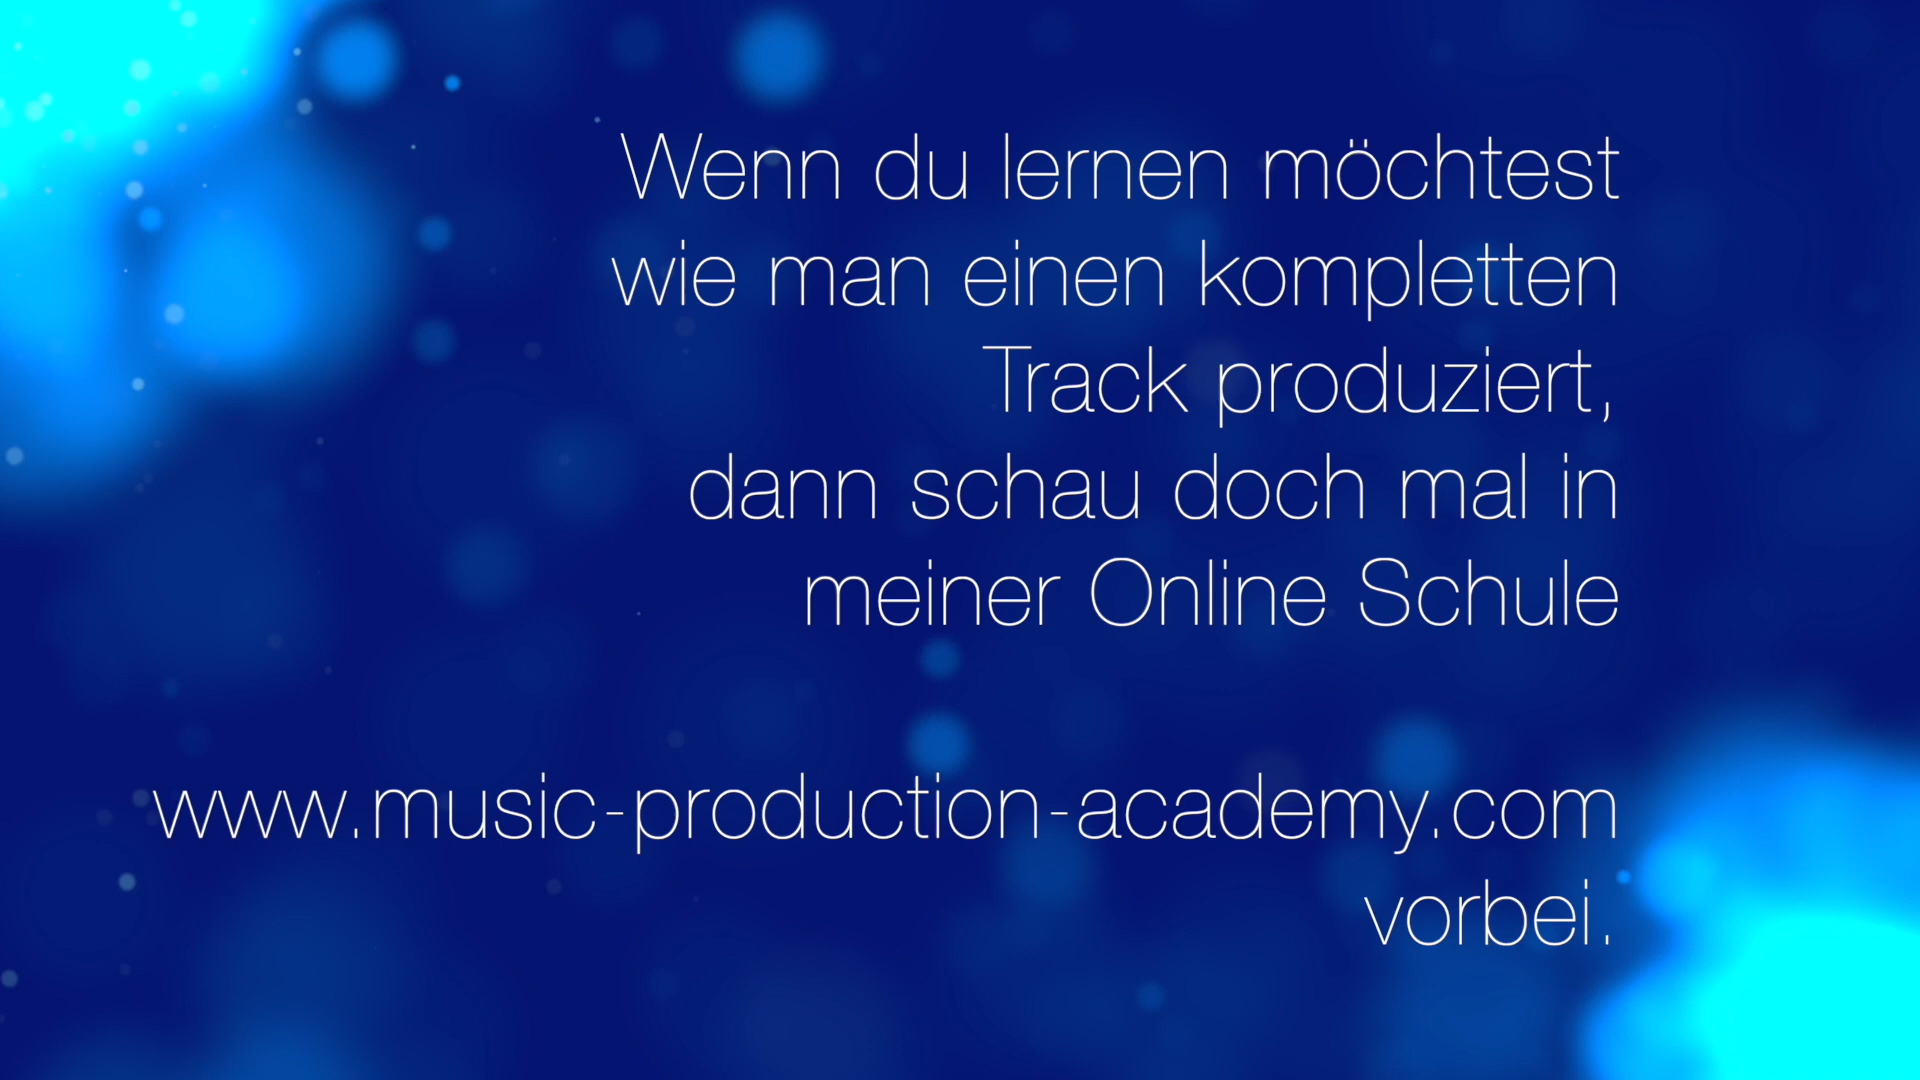 Wenn du lernen möchtest
wie man einen kompletten
Track produziert,
dann schau doch mal in
meiner Online Schule
www.music-production-academy.com
vorbei.